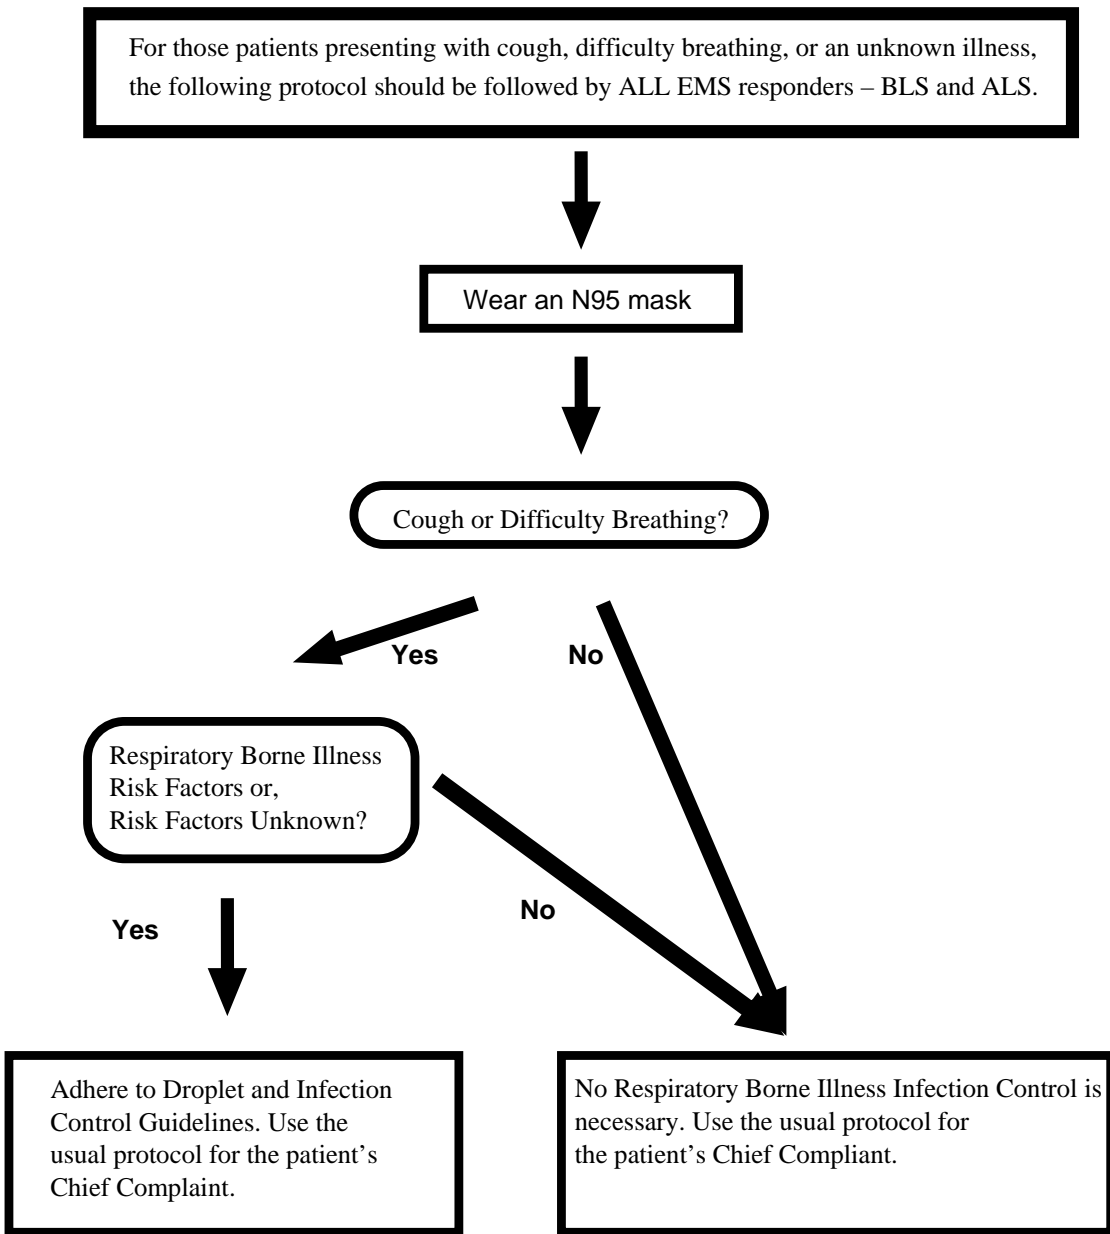 For those patients presenting with cough, difficulty breathing, or an unknown illness,
the following protocol should be followed by ALL EMS responders – BLS and ALS.
Wear an N95 mask
Cough or Difficulty Breathing?
Yes
No
Respiratory Borne Illness
Risk Factors or,
Risk Factors Unknown?
No
Yes
Adhere to Droplet and Infection
Control Guidelines. Use the
usual protocol for the patient’s
Chief Complaint.
No Respiratory Borne Illness Infection Control is
necessary. Use the usual protocol for
the patient’s Chief Compliant.